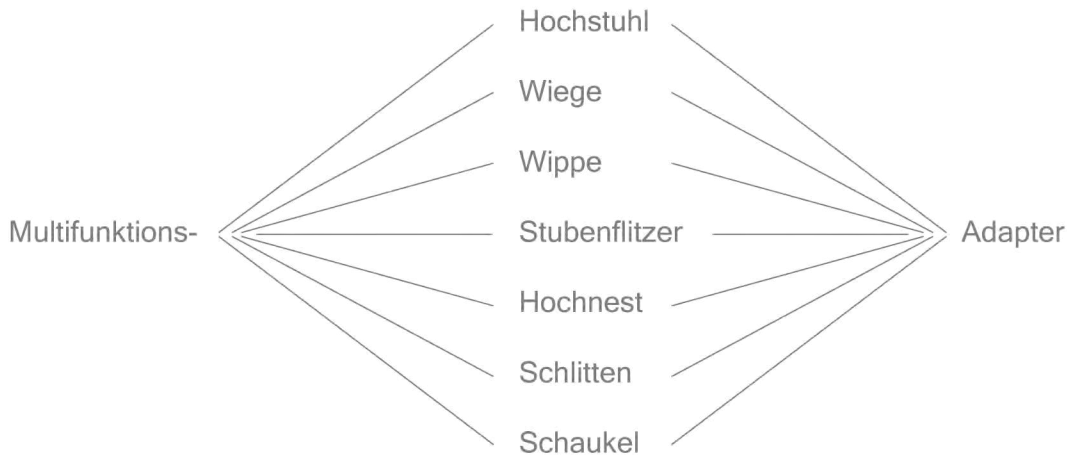 Hochstuhl
Wiege
Wippe
Multifunktions- Stubenflitzer Adapter
Hochnest
Schlitten
Schaukel